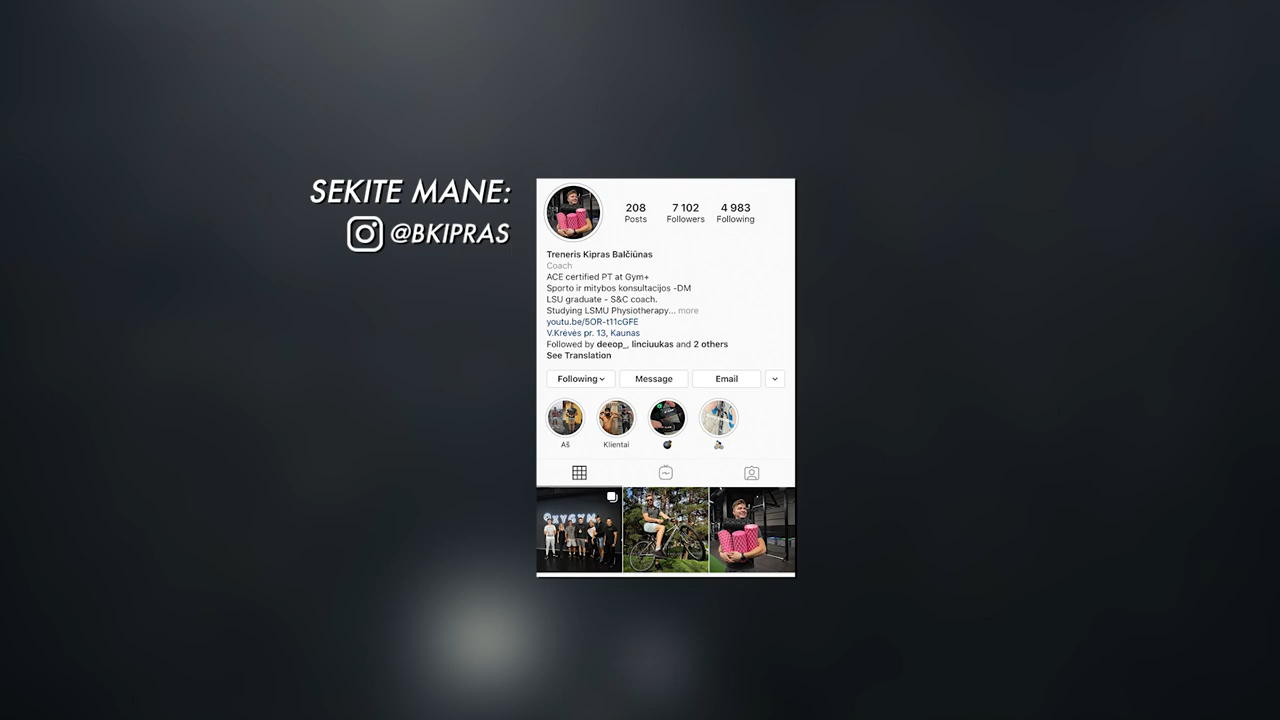 SEKITE MANE:
@BKIPRAS
208 7 102 4 983
Posts Followers Following
Treneris Kipras Balčiūnas
Coach
ACE certified PT at Gym+
Sporto ir mitybos konsultacijos -DM
LSU graduate - S&C coach.
Studying LSMU Physiotherapy... more
youtu.be/5OR-t11cGFE
V.Krėvės pr. 13, Kaunas
Followed by deeop_, linciuukas and 2 others
See Translation
Following Message Email
Aš Klientai
OXYGYM